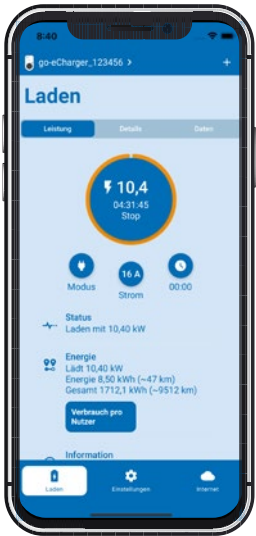 8:40
go-eCharger_123456 >
+
Laden
Leistung Details Daten
10,4
04:31:45
Stop
16 A
Modus
Strom
00:00
Status
Laden mit 10,40 kW
Energie
Lädt 10,40 kW
Energie 8,50 kWh (~47 km)
Gesamt 1712,1 kWh (~9512 km)
Verbrauch pro
Nutzer
Information
Laden Einstellungen Internet